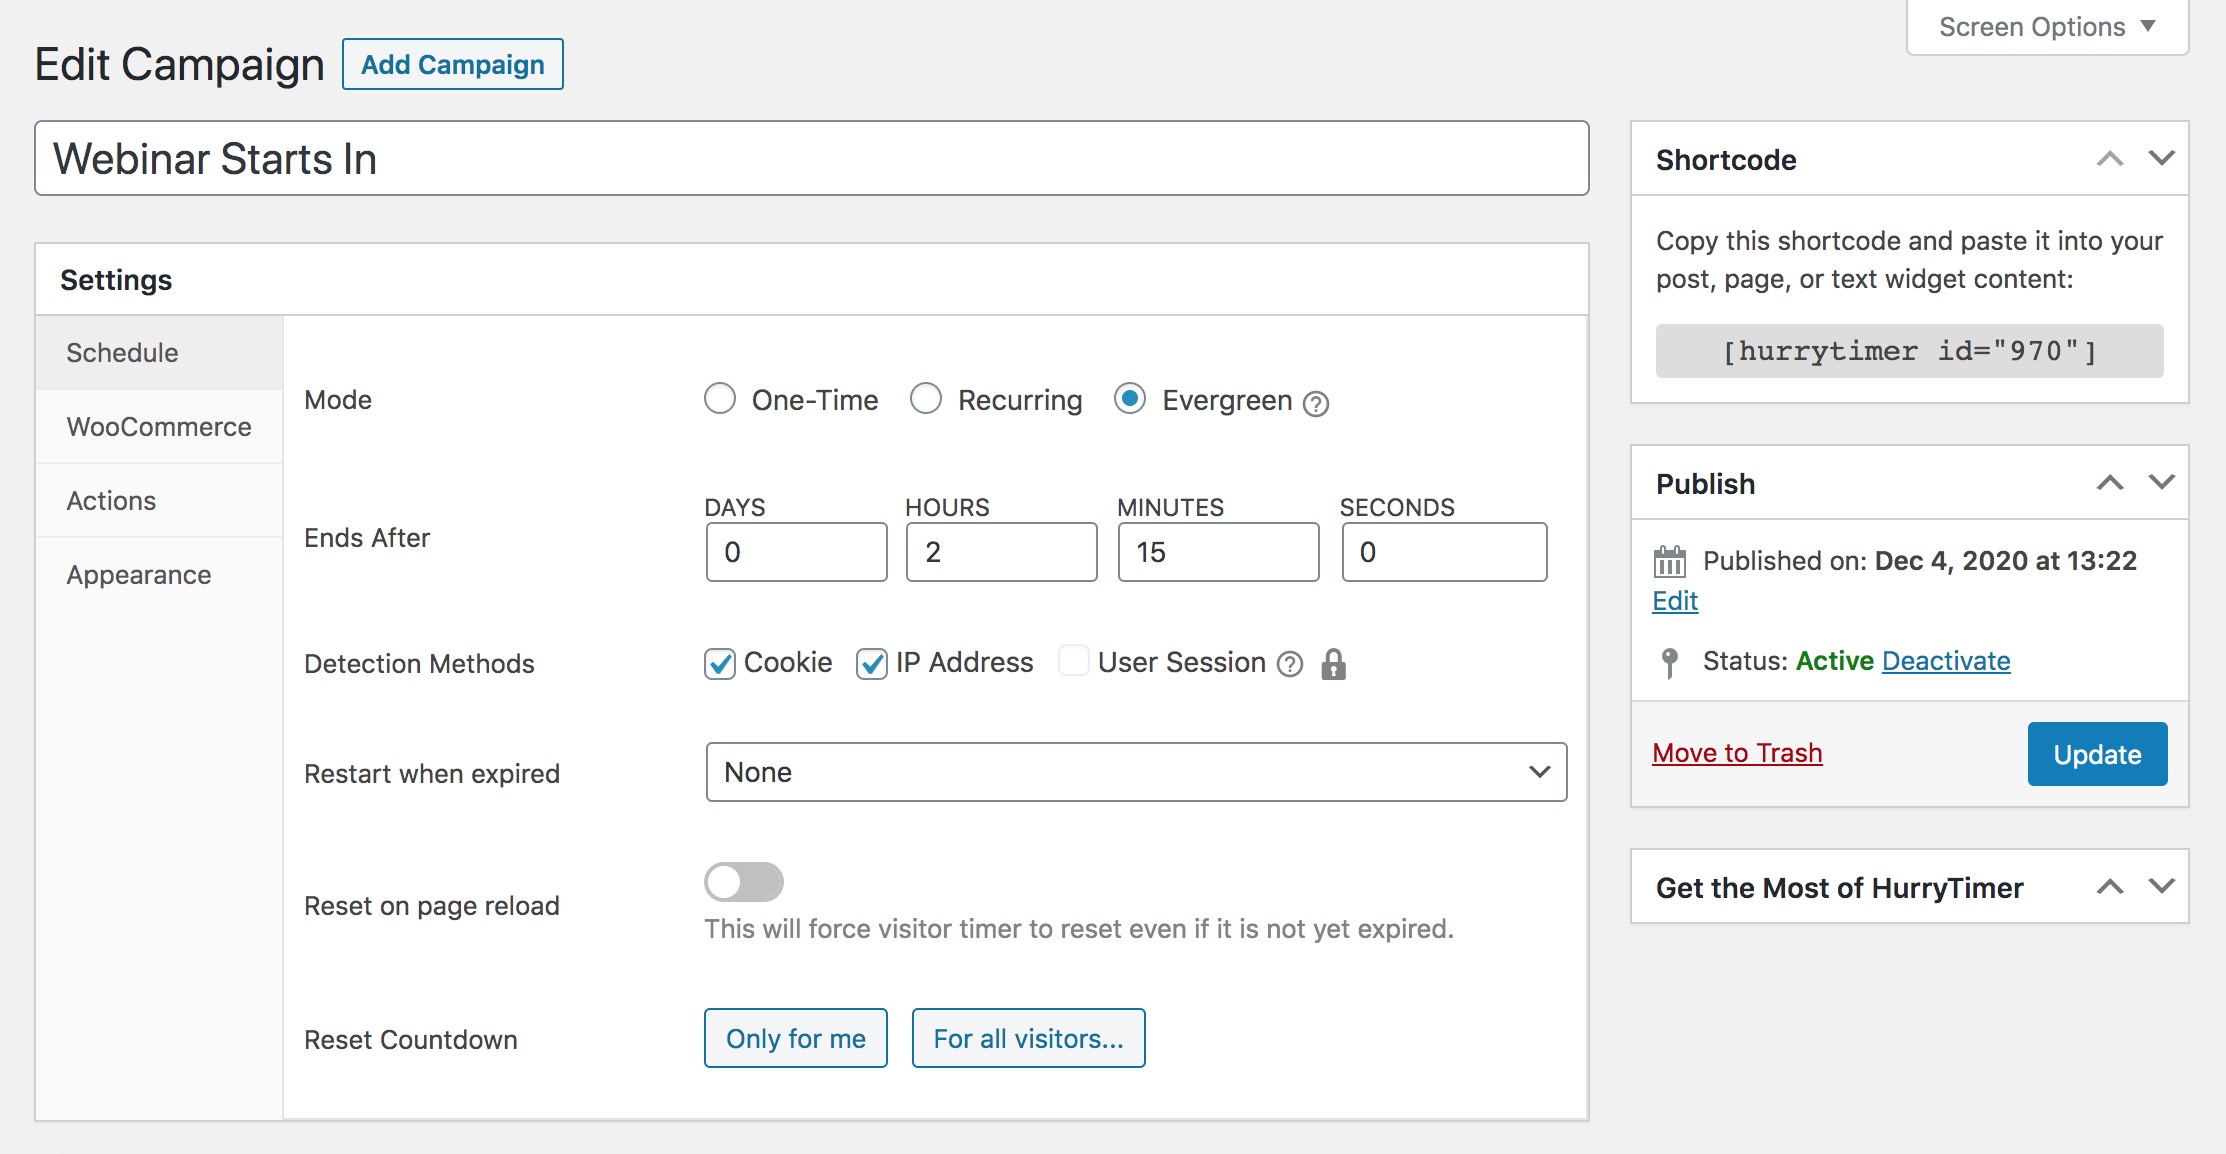 Screen Options
Edit Campaign
Add Campaign
Webinar Starts In
Settings
Schedule
WooCommerce
Actions
Appearance
Mode
One-Time
Recurring
Evergreen
Ends After
DAYS
HOURS
MINUTES
SECONDS
0
2
15
0
Detection Methods
Cookie
IP Address
User Session
Restart when expired
None
Reset on page reload
This will force visitor timer to reset even if it is not yet expired.
Reset Countdown
Only for me
For all visitors...
Shortcode
Copy this shortcode and paste it into your
post, page, or text widget content:
[hurrytimer id="970"]
Publish
Published on: Dec 4, 2020 at 13:22
Edit
Status: Active Deactivate
Move to Trash
Update
Get the Most of HurryTimer